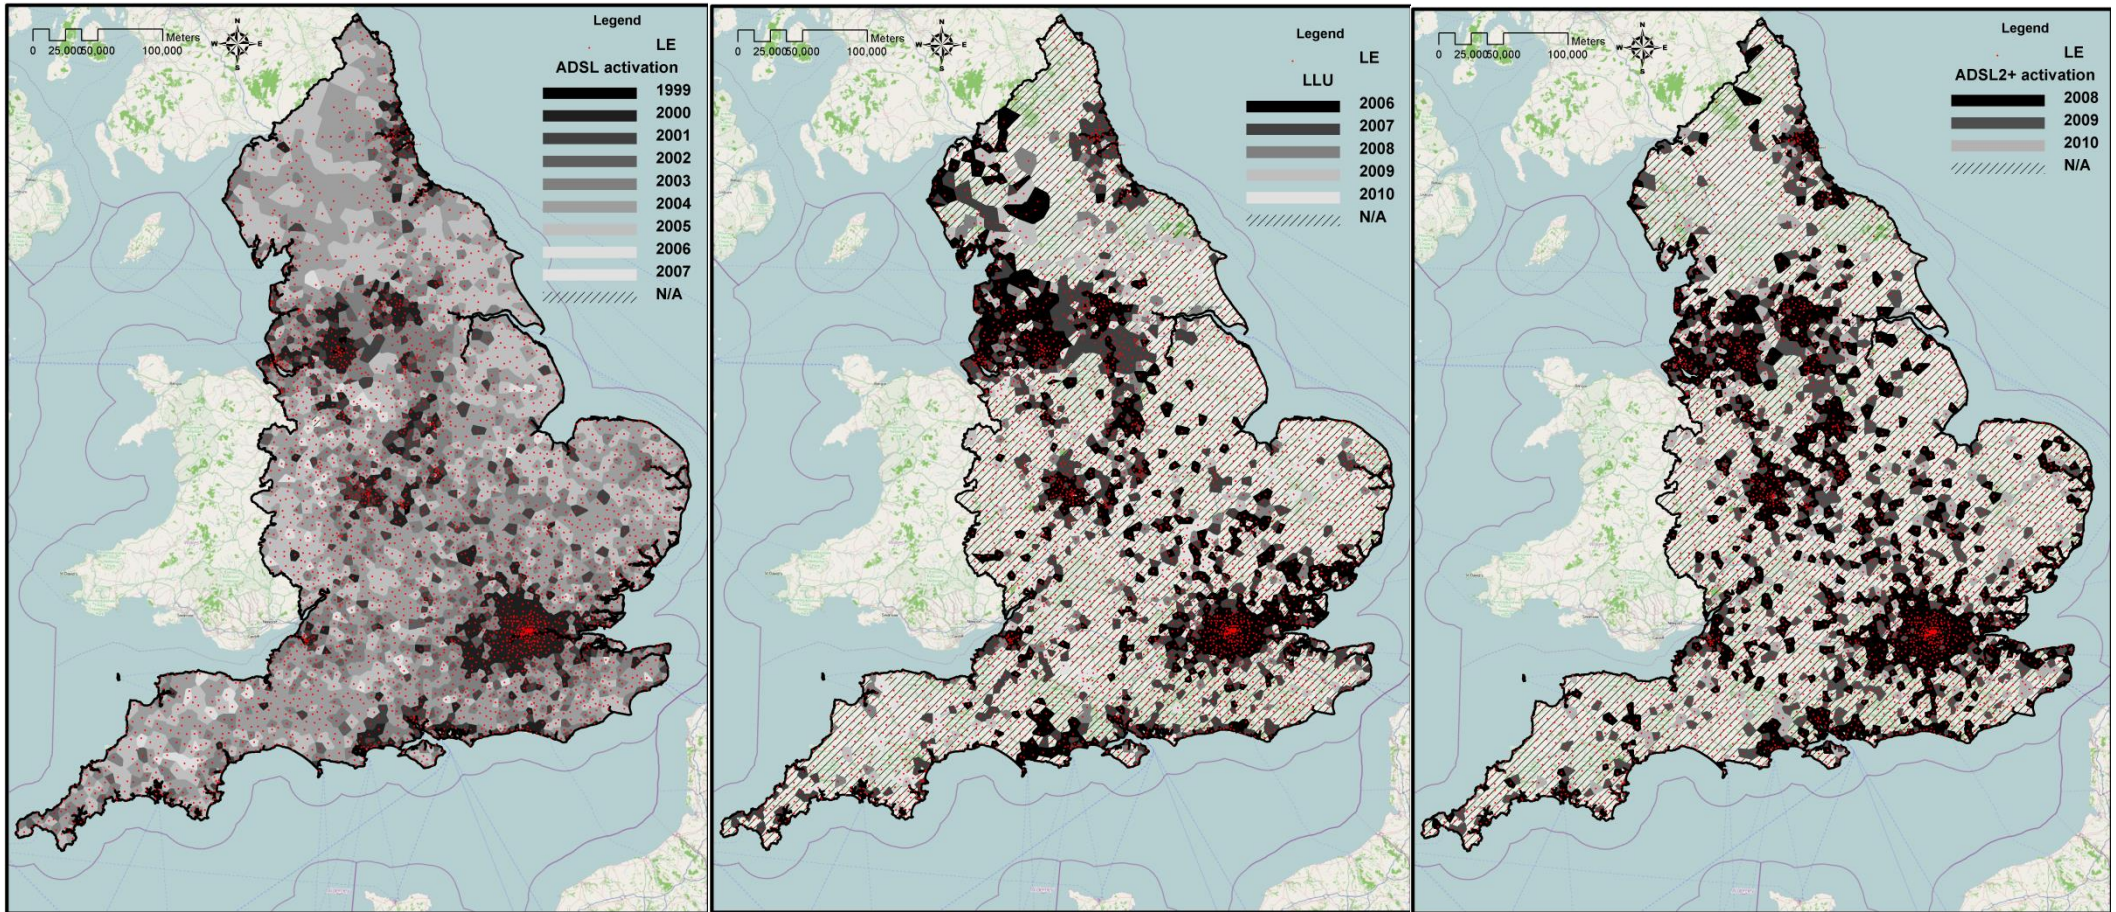 Legend
LE
ADSL activation
1999
2000
2001
2002
2003
2004
2005
2006
2007
N/A
N
W E
S
Meters
0 25,000 50,000 100,000
Legend
LE
LLU
2006
2007
2008
2009
2010
N/A
N
W E
S
Meters
0 25,000 50,000 100,000
Legend
LE
ADSL2+ activation
2008
2009
2010
N/A
N
W E
S
Meters
0 25,000 50,000 100,000